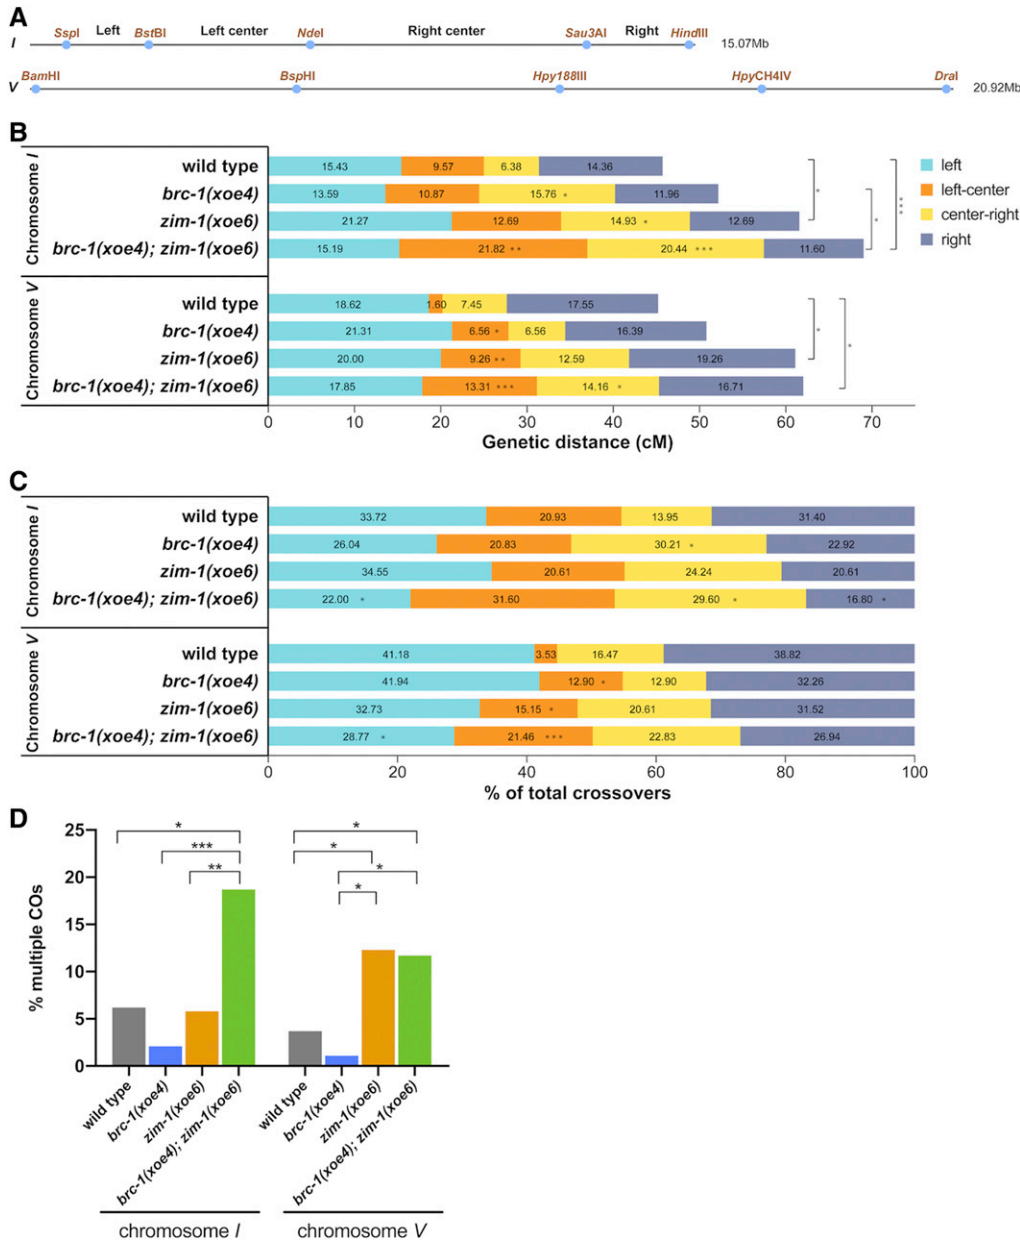 A
SspI Left BstBI Left center NdeI Right center Sau3AI Right HindIII
I 15.07Mb
BamHI BspHI Hpy188III HpyCH4IV DraI
V 20.92Mb
B
Chromosome I
wild type 15.43 9.57 6.38 14.36
brc-1(xoe4) 13.59 10.87 15.76 * 11.96
zim-1(xoe6) 21.27 12.69 14.93 * 12.69
brc-1(xoe4); zim-1(xoe6) 15.19 21.82 ** 20.44 *** 11.60
* * ***
left
left-center
center-right
right
Chromosome V
wild type 18.62 1.60 7.45 17.55
brc-1(xoe4) 21.31 6.56 * 6.56 16.39
zim-1(xoe6) 20.00 9.26 ** 12.59 19.26
brc-1(xoe4); zim-1(xoe6) 17.85 13.31 *** 14.16 * 16.71
* *
0 10 20 30 40 50 60 70
Genetic distance (cM)
C
Chromosome I
wild type 33.72 20.93 13.95 31.40
brc-1(xoe4) 26.04 20.83 30.21 * 22.92
zim-1(xoe6) 34.55 20.61 24.24 20.61
brc-1(xoe4); zim-1(xoe6) 22.00 * 31.60 29.60 * 16.80 *
Chromosome V
wild type 41.18 3.53 16.47 38.82
brc-1(xoe4) 41.94 12.90 * 12.90 32.26
zim-1(xoe6) 32.73 15.15 * 20.61 31.52
brc-1(xoe4); zim-1(xoe6) 28.77 * 21.46 *** 22.83 26.94
0 20 40 60 80 100
% of total crossovers
D
% multiple COs
25
20
15
10
5
0
* *** **
* * * *
wild type brc-1(xoe4) zim-1(xoe6) brc-1(xoe4); zim-1(xoe6)
wild type brc-1(xoe4) zim-1(xoe6) brc-1(xoe4); zim-1(xoe6)
chromosome I chromosome V